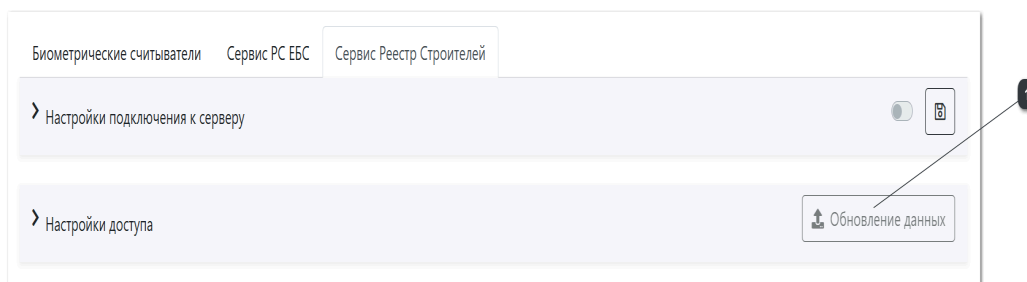 Биометрические считыватели Сервис РС ЕБС Сервис Реестр Строителей
Настройки подключения к серверу
Настройки доступа Обновление данных